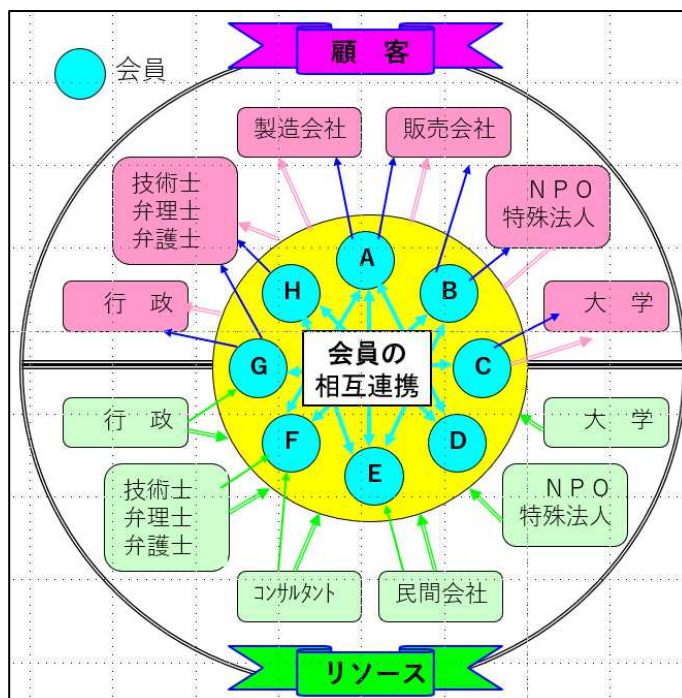 顧 客
会員
製造会社
販売会社
技術士
弁理士
弁護士
NPO
特殊法人
行 政
大 学
A
B
C
D
E
F
G
H
会員の
相互連携
行 政
大 学
技術士
弁理士
弁護士
NPO
特殊法人
コンサルタント
民間会社
リソース